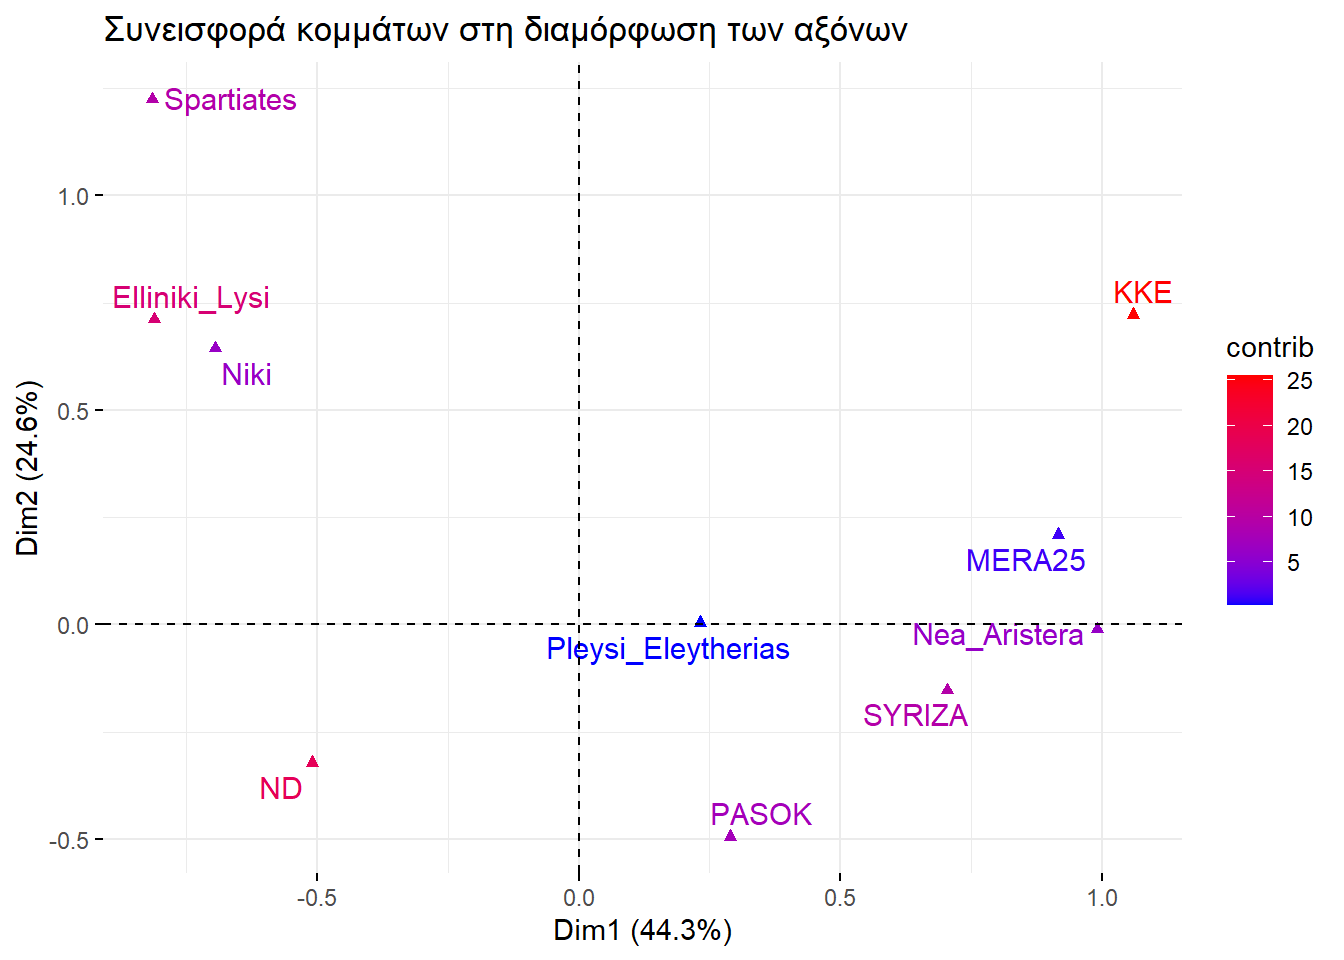 Συνεισφορά κομμάτων στη διαμόρφωση των αξόνων
Spartiates
1.0
Elliniki_Lysi
KKE
Niki
contrib
25
20
15
10
5
0.5
Dim2 (24.6%)
MERA25
0.0
Nea_Aristera
Pleysi_Eleytherias
SYRIZA
ND
PASOK
-0.5
-0.5
0.0
0.5
1.0
Dim1 (44.3%)